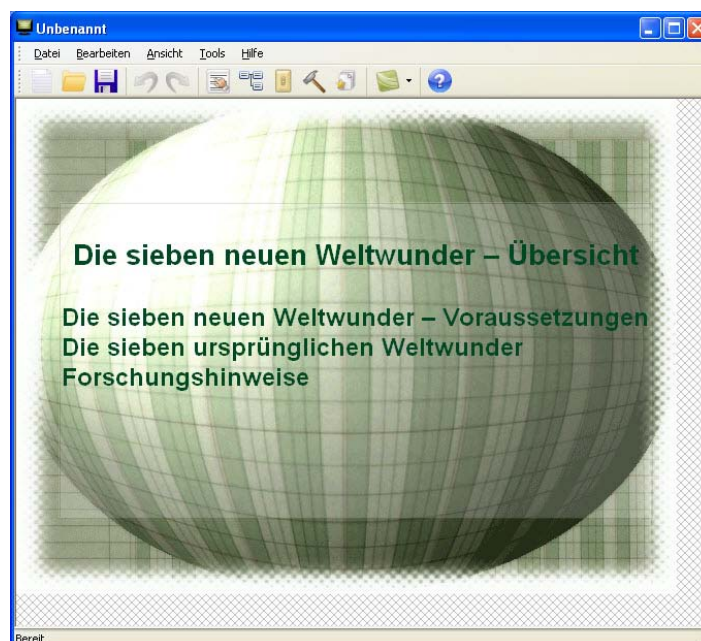 Unbenannt
Datei Bearbeiten Ansicht Tools Hilfe
Die sieben neuen Weltwunder – Übersicht
Die sieben neuen Weltwunder – Voraussetzungen
Die sieben ursprünglichen Weltwunder
Forschungshinweise
Bereit